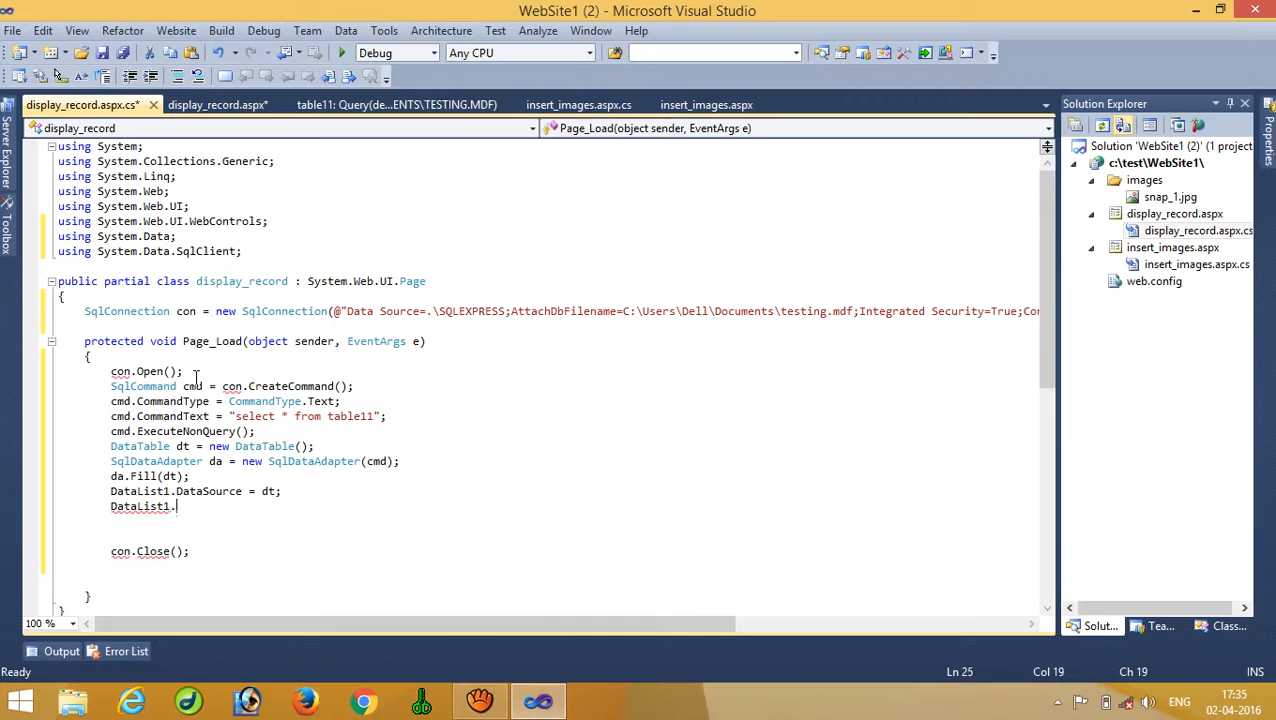 WebSite1 (2) - Microsoft Visual Studio
File Edit View Refactor Website Build Debug Team Data Tools Architecture Test Analyze Window Help
Debug Any CPU
display_record.aspx.cs* display_record.aspx* table11: Query(de...ENTS\TESTING.MDF) insert_images.aspx.cs insert_images.aspx
display_record Page_Load(object sender, EventArgs e)
using System;
using System.Collections.Generic;
using System.Linq;
using System.Web;
using System.Web.UI;
using System.Web.UI.WebControls;
using System.Data;
using System.Data.SqlClient;
public partial class display_record : System.Web.UI.Page
{
SqlConnection con = new SqlConnection(@"Data Source=.\SQLEXPRESS;AttachDbFilename=C:\Users\Dell\Documents\testing.mdf;Integrated Security=True;Cor
protected void Page_Load(object sender, EventArgs e)
{
con.Open();
SqlCommand cmd = con.CreateCommand();
cmd.CommandType = CommandType.Text;
cmd.CommandText = "select * from table11";
cmd.ExecuteNonQuery();
DataTable dt = new DataTable();
SqlDataAdapter da = new SqlDataAdapter(cmd);
da.Fill(dt);
DataList1.DataSource = dt;
DataList1.
con.Close();
}
}
100 %
Server Explorer
Toolbox
Solution Explorer
Solution 'WebSite1 (2)' (1 project
c:\test\WebSite1\
images
snap_1.jpg
display_record.aspx
display_record.aspx.cs
insert_images.aspx
insert_images.aspx.cs
web.config
Properties
Solut... Tea... Class...
Output Error List
Ready Ln 25 Col 19 Ch 19 INS
ENG
17:35
02-04-2016